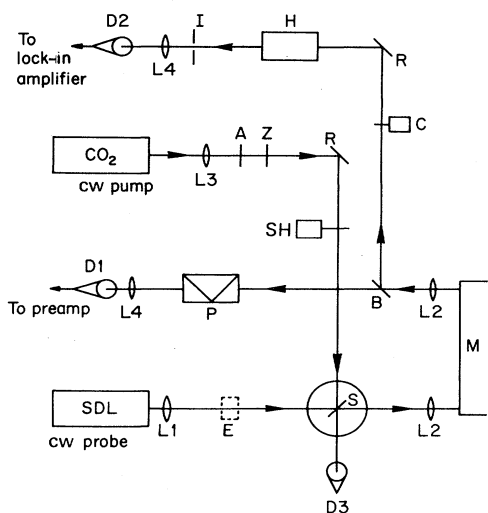 D2
I
H
R
To
lock-in
amplifier
L4
C
CO₂
A
Z
R
L3
cw pump
SH
D1
To preamp
L4
P
B
L2
M
SDL
S
cw probe
L1
E
L2
D3